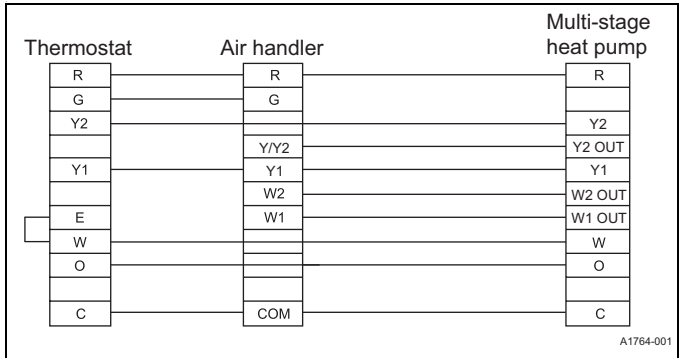 Multi-stage
Thermostat Air handler heat pump
R R R
G G
Y2 Y2
Y/Y2 Y2 OUT
Y1 Y1 Y1
W2 W2 OUT
E W1 W1 OUT
W W
O O
C COM C
A1764-001